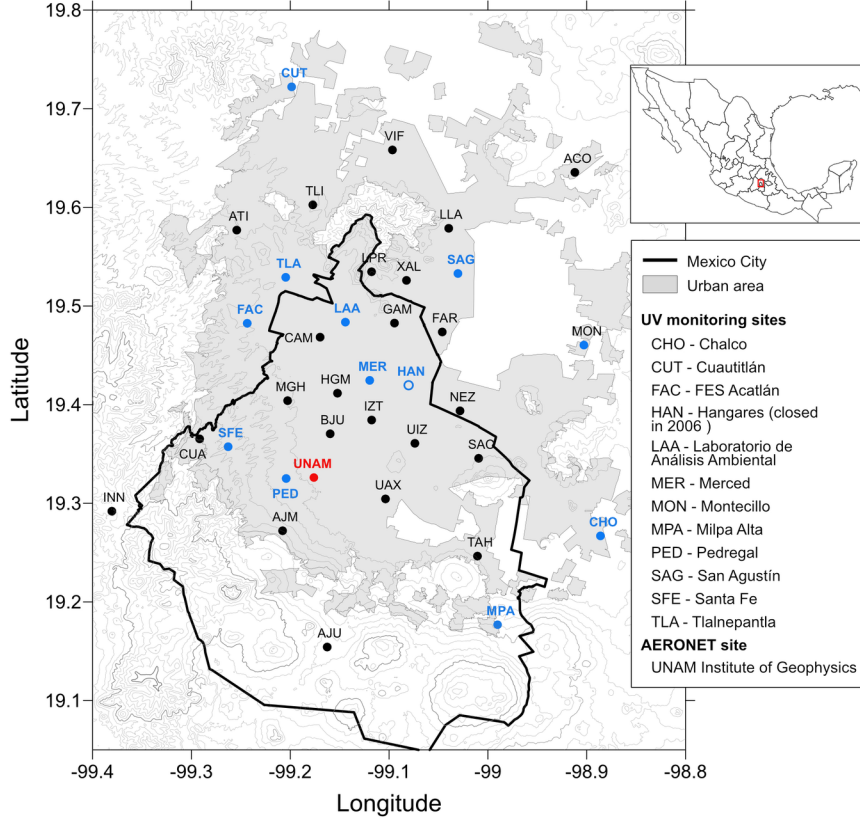 19.8
CUT
19.7
VIF
ACO
TLI
19.6
ATI
LLA
LPR
TLA
XAL
SAG
19.5
FAC
LAA
GAM
FAR
CAM
MON
MER
HAN
HGM
MGH
NEZ
19.4
IZT
BJU
SFE
UIZ
CUA
SAC
UNAM
PED
19.3
INN
UAX
AJM
CHO
TAH
19.2
MPA
AJU
19.1
-99.4
-99.3
-99.2
-99.1
-99
-98.9
-98.8
Latitude
Longitude
Mexico City
Urban area
UV monitoring sites
CHO - Chalco
CUT - Cuautitlán
FAC - FES Acatlán
HAN - Hangares (closed
in 2006 )
LAA - Laboratorio de
Análisis Ambiental
MER - Merced
MON - Montecillo
MPA - Milpa Alta
PED - Pedregal
SAG - San Agustín
SFE - Santa Fe
TLA - Tlalnepantla
AERONET site
UNAM Institute of Geophysics